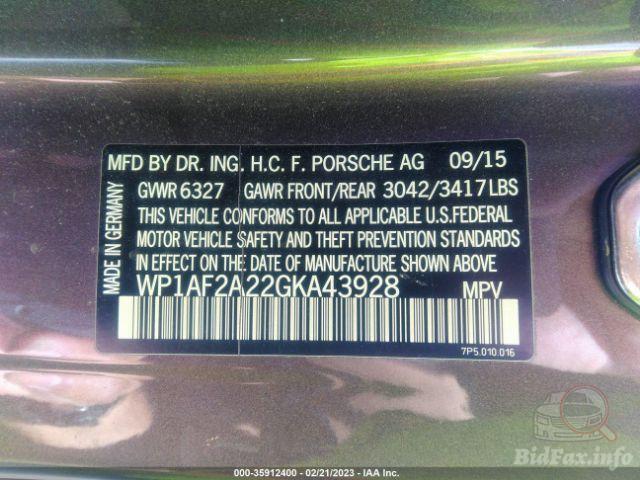 MFD BY DR. ING. H.C. F. PORSCHE AG 09/15
GVWR 6327 GAWR FRONT/REAR 3042/3417LBS
THIS VEHICLE CONFORMS TO ALL APPLICABLE U.S.FEDERAL
MOTOR VEHICLE SAFETY AND THEFT PREVENTION STANDARDS
IN EFFECT ON THE DATE OF MANUFACTURE SHOWN ABOVE.
WP1AF2A22GKA43928 MPV
7P5.010.016
MADE IN GERMANY
BidFax.info
000-35912400 - 02/21/2023 - IAA Inc.